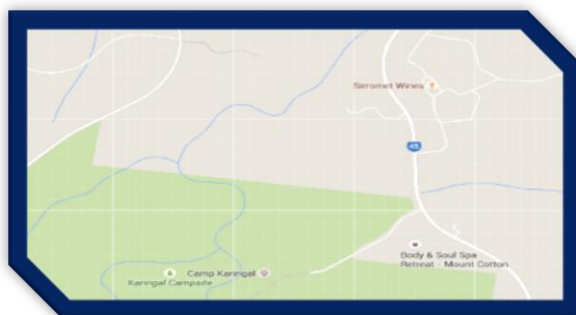 Sirromet Wines
45
Body & Soul Spa
Retreat - Mount Cotton
Camp Karingal
Karingal Campsite